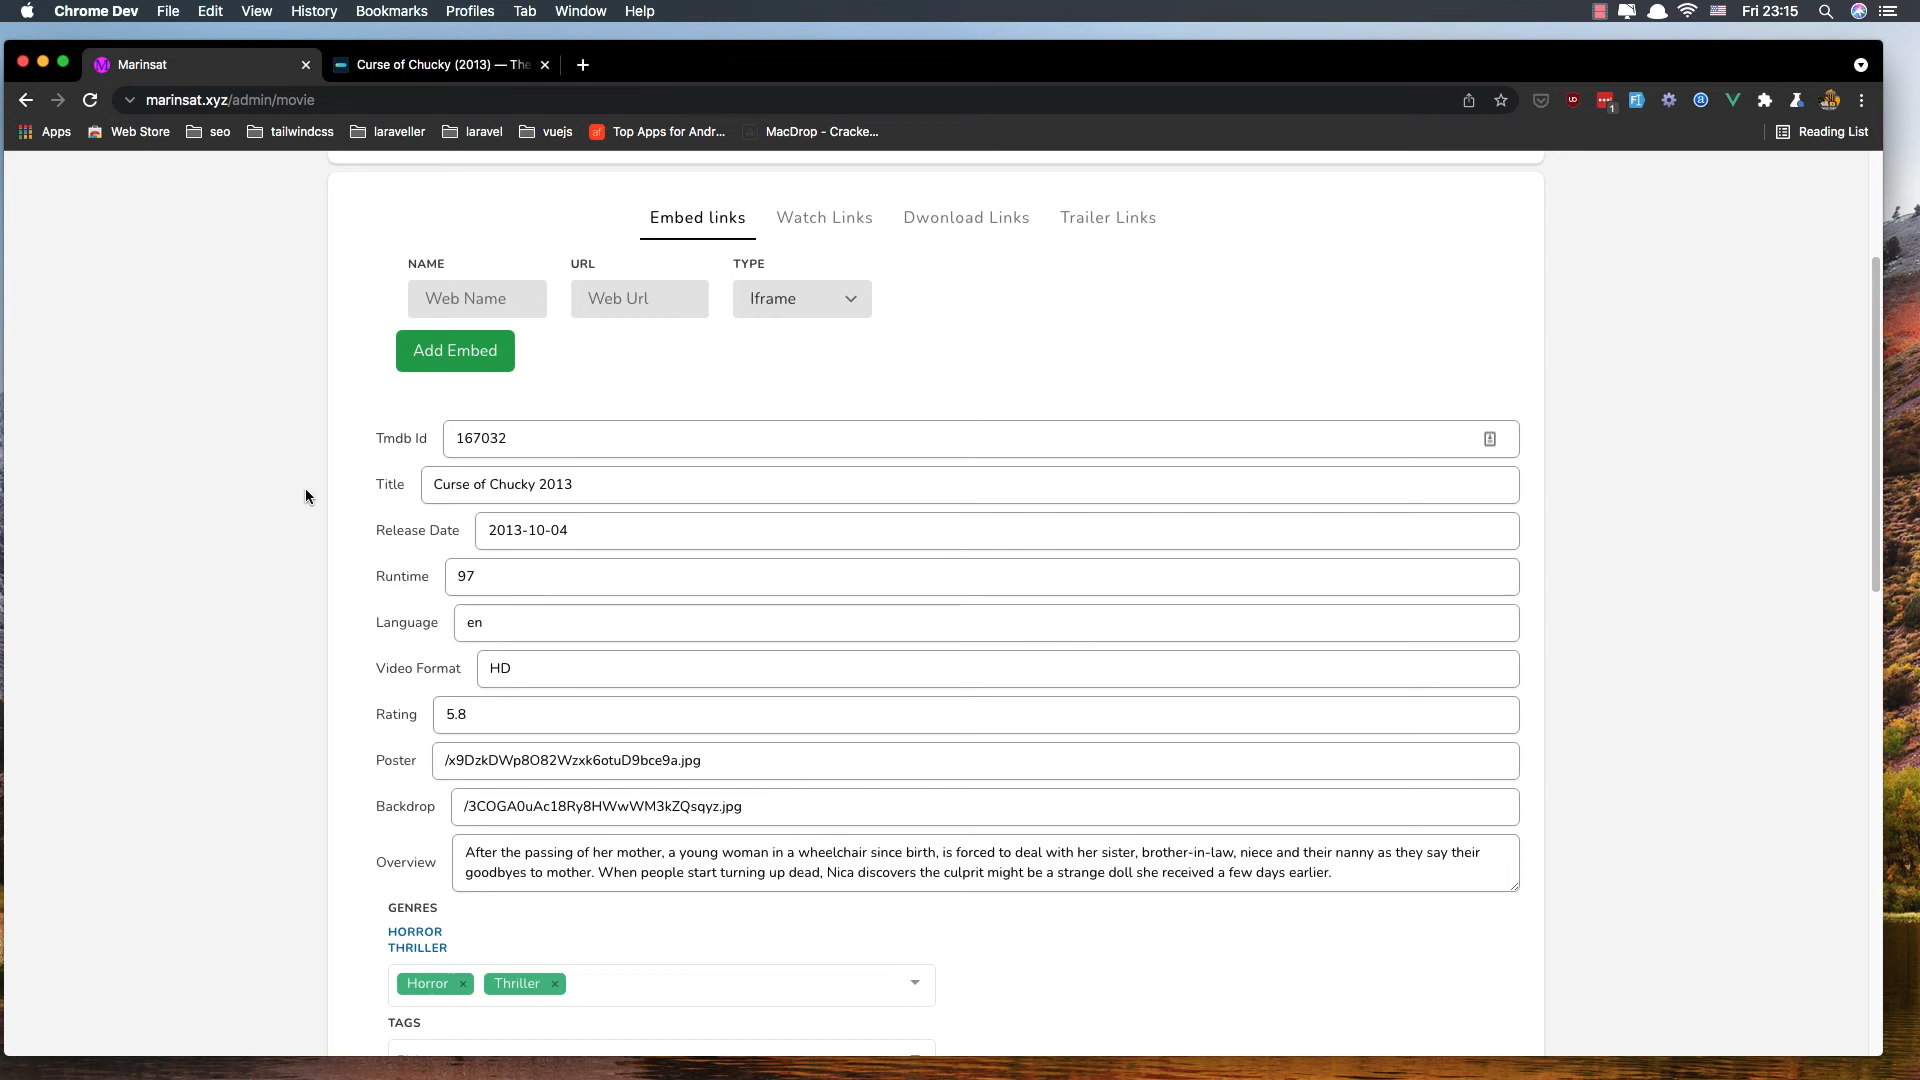 Chrome Dev File Edit View History Bookmarks Profiles Tab Window Help Fri 23:15
Marinsat Curse of Chucky (2013) — The
marinsat.xyz/admin/movie 1
Apps Web Store seo tailwindcss laraveller laravel vuejs Top Apps for Andr... MacDrop - Cracke... Reading List
Embed links Watch Links Dwonload Links Trailer Links
NAME URL TYPE
Web Name Web Url Iframe
Add Embed
Tmdb Id 167032
Title Curse of Chucky 2013
Release Date 2013-10-04
Runtime 97
Language en
Video Format HD
Rating 5.8
Poster /x9DzkDWp8O82Wzxk6otuD9bce9a.jpg
Backdrop /3COGA0uAc18Ry8HWwWM3kZQsqyz.jpg
Overview After the passing of her mother, a young woman in a wheelchair since birth, is forced to deal with her sister, brother-in-law, niece and their nanny as they say their
goodbyes to mother. When people start turning up dead, Nica discovers the culprit might be a strange doll she received a few days earlier.
GENRES
HORROR
THRILLER
Horror × Thriller ×
TAGS